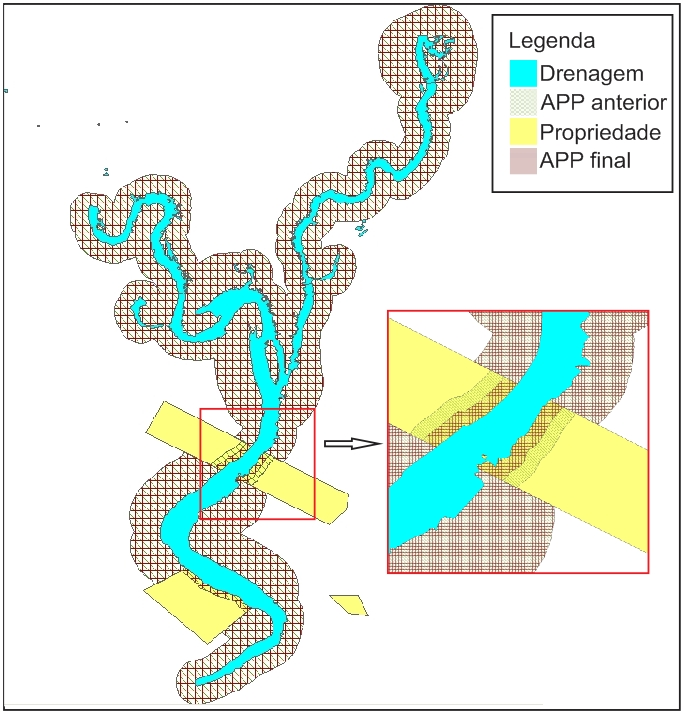 Legenda
Drenagem
APP anterior
Propriedade
APP final